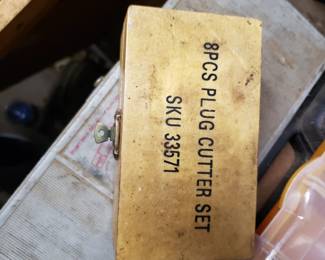 8PCS PLUG CUTTER SET
SKU 33571